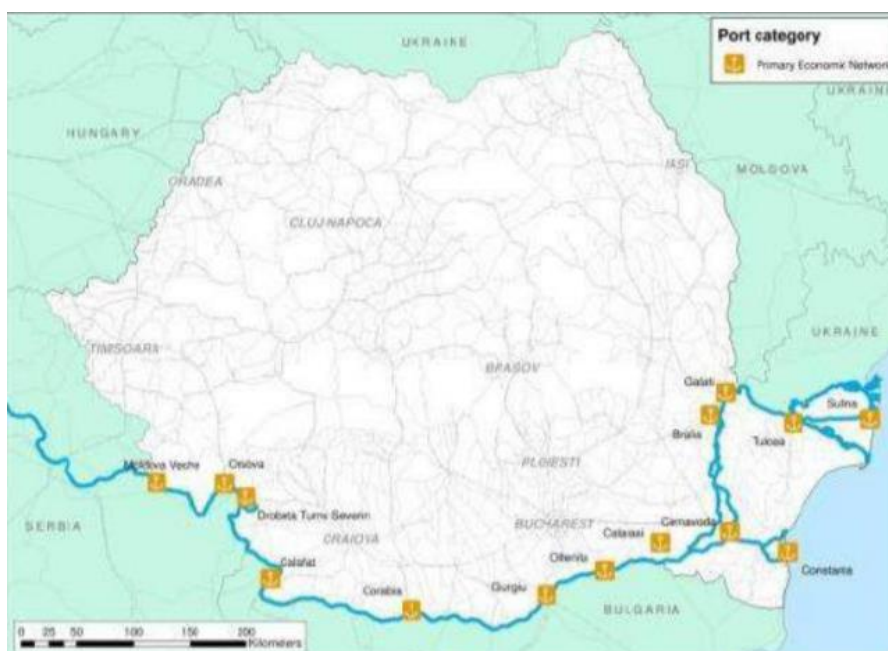 UKRAINE
Port category
Primary Economic Network
UKRAINE
HUNGARY
IASI
MOLDOVA
ORADEA
CLUJ-NAPOCA
UKRAINE
TIMISOARA
BRASOV
Galati
Sulina
Braila
Tulcea
Moldova Veche
Orsova
PLOIESTI
Drobeta Turnu Severin
SERBIA
BUCHAREST
Cernavoda
CRAIOVA
Calarasi
Calafat
Oltenita
Constanta
Corabia
Giurgiu
BULGARIA
0 25 50 100 150 200
Kilometers